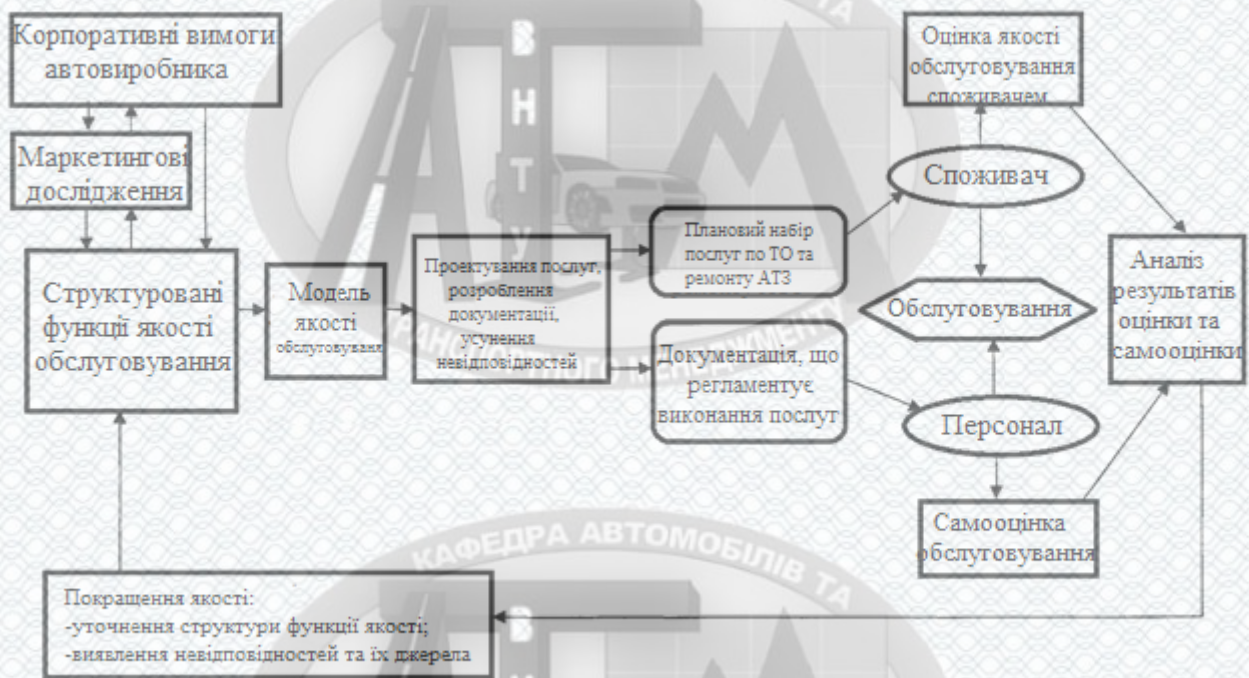 Корпоративні вимоги
автовиробника
Маркетингові
дослідження
Структуровані
функції якості
обслуговування
Модель
якості
обслуговуваня
Проектування послуг,
розроблення
документації,
усунення
невідповідностей
Плановий набір
послуг по ТО та
ремонту АТЗ
Документація, що
регламентує
виконання послуг
Оцінка якості
обслуговування
споживачем
Споживач
Обслуговування
Персонал
Самооцінка
обслуговування
Аналіз
результатів
оцінки та
самооцінки
Покращення якості:
-уточнення структури функції якості;
-виявлення невідповідностей та їх джерела
В
Н
Т
У
ТА
МЕНЕДЖМЕНТУ
КАФЕДРА АВТОМОБІЛІВ ТА
В